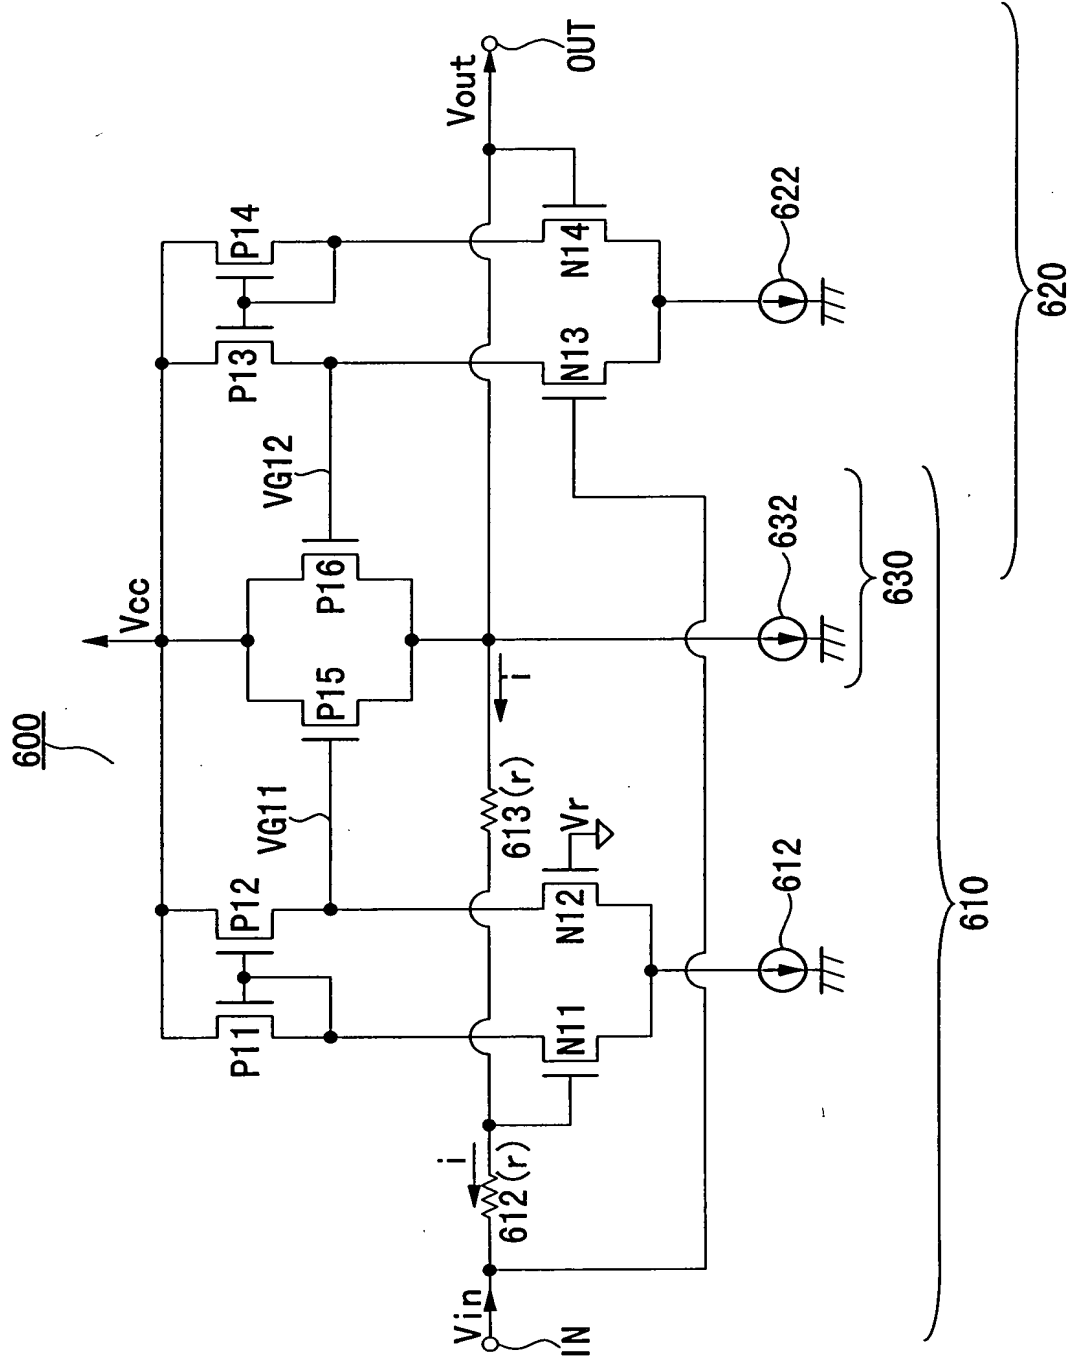 600
Vcc
P11
P12
VG11
P15
P16
VG12
P13
P14
Vin
IN
i
612(r)
613(r)
i
Vout
OUT
N11
N12
Vr
N13
N14
612
632
622
630
610
620